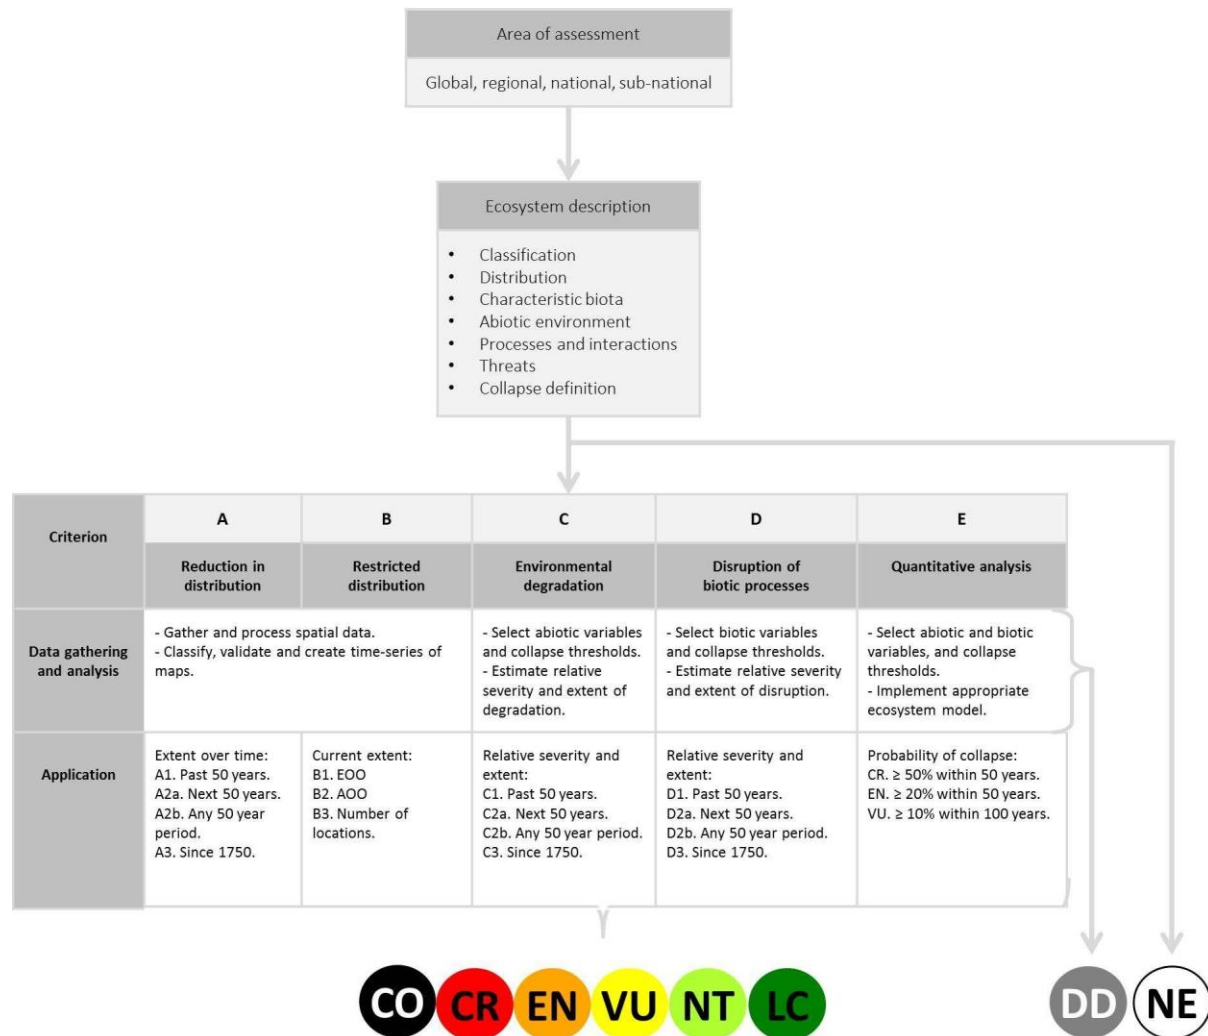 Area of assessment
Global, regional, national, sub-national
Ecosystem description
• Classification
• Distribution
• Characteristic biota
• Abiotic environment
• Processes and interactions
• Threats
• Collapse definition
Criterion
A
B
C
D
E
Reduction in
distribution
Restricted
distribution
Environmental
degradation
Disruption of
biotic processes
Quantitative analysis
Data gathering
and analysis
- Gather and process spatial data.
- Classify, validate and create time-series of
maps.
- Select abiotic variables
and collapse thresholds.
- Estimate relative
severity and extent of
degradation.
- Select biotic variables
and collapse thresholds.
- Estimate relative severity
and extent of disruption.
- Select abiotic and biotic
variables, and collapse
thresholds.
- Implement appropriate
ecosystem model.
Application
Extent over time:
A1. Past 50 years.
A2a. Next 50 years.
A2b. Any 50 year
period.
A3. Since 1750.
Current extent:
B1. EOO
B2. AOO
B3. Number of
locations.
Relative severity and
extent:
C1. Past 50 years.
C2a. Next 50 years.
C2b. Any 50 year period.
C3. Since 1750.
Relative severity and
extent:
D1. Past 50 years.
D2a. Next 50 years.
D2b. Any 50 year period.
D3. Since 1750.
Probability of collapse:
CR. ≥ 50% within 50 years.
EN. ≥ 20% within 50 years.
VU. ≥ 10% within 100 years.
CO CR EN VU NT LC DD NE